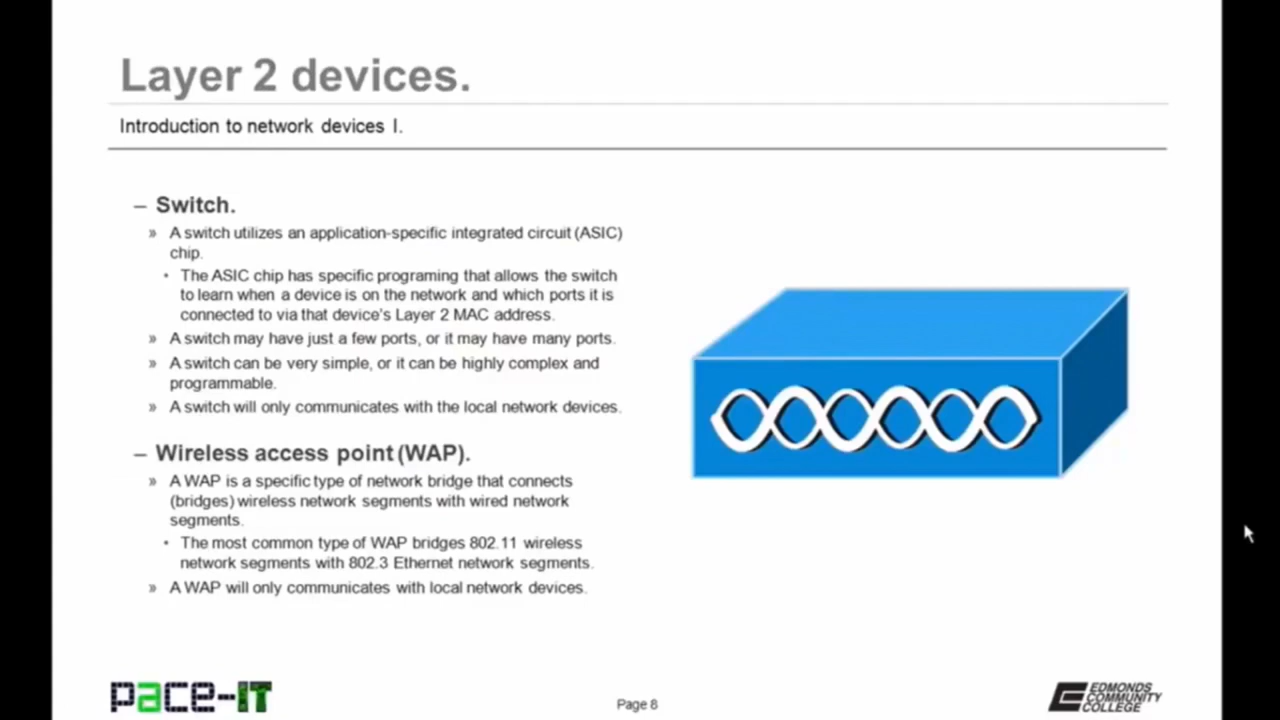 Layer 2 devices.
Introduction to network devices I.
– Switch.
» A switch utilizes an application-specific integrated circuit (ASIC)
chip.
• The ASIC chip has specific programing that allows the switch
to learn when a device is on the network and which ports it is
connected to via that device's Layer 2 MAC address.
» A switch may have just a few ports, or it may have many ports.
» A switch can be very simple, or it can be highly complex and
programmable.
» A switch will only communicates with the local network devices.
– Wireless access point (WAP).
» A WAP is a specific type of network bridge that connects
(bridges) wireless network segments with wired network
segments.
• The most common type of WAP bridges 802.11 wireless
network segments with 802.3 Ethernet network segments.
» A WAP will only communicates with local network devices.
pace-IT
Page 8
EDMONDS
COMMUNITY
COLLEGE